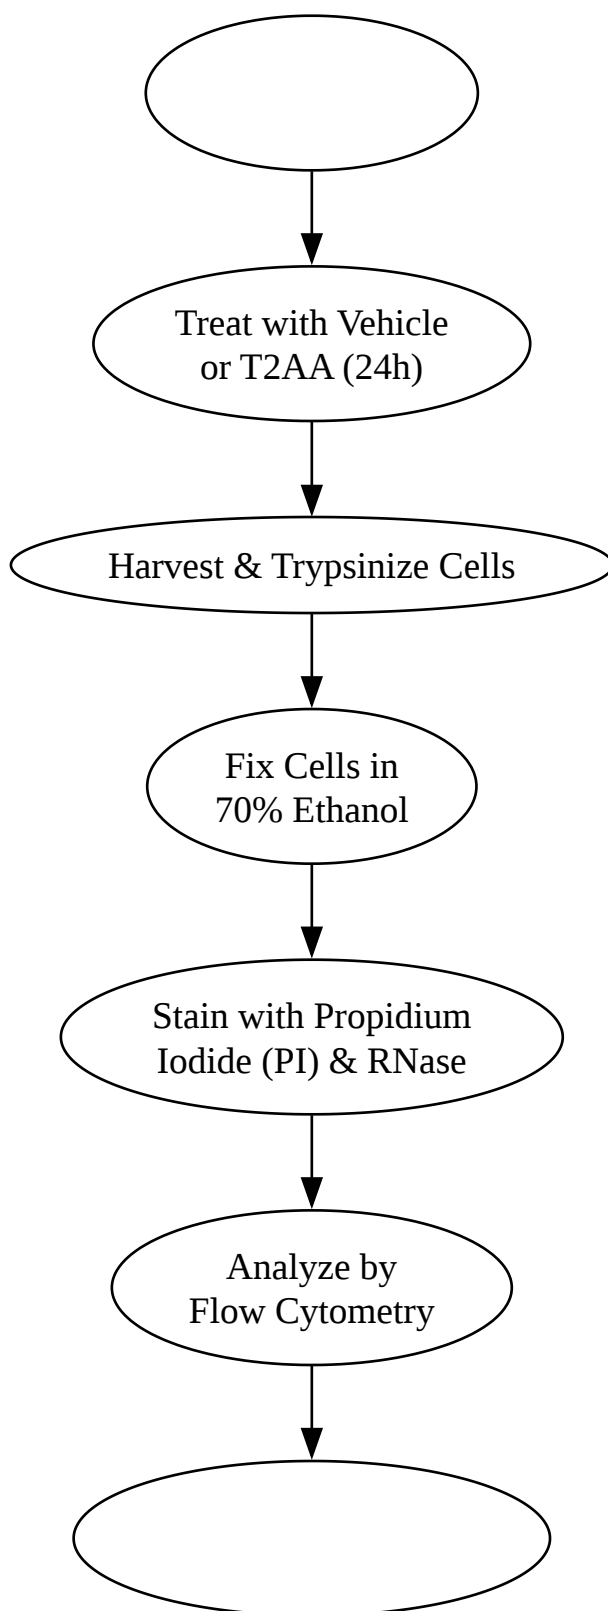 Treat with Vehicle
or T2AA (24h)
Harvest & Trypsinize Cells
Fix Cells in
70% Ethanol
Stain with Propidium
Iodide (PI) & RNase
Analyze by
Flow Cytometry